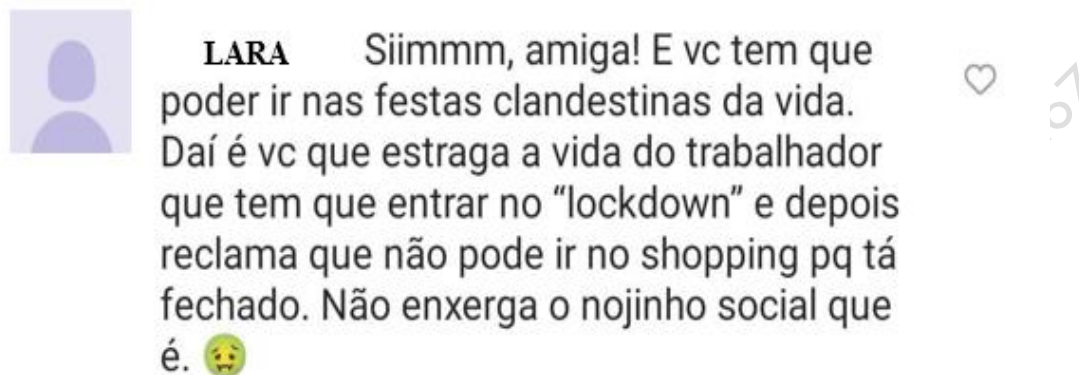 LARA Siimmm, amiga! E vc tem que
poder ir nas festas clandestinas da vida.
Daí é vc que estraga a vida do trabalhador
que tem que entrar no “lockdown” e depois
reclama que não pode ir no shopping pq tá
fechado. Não enxerga o nojinho social que
é. 🤢